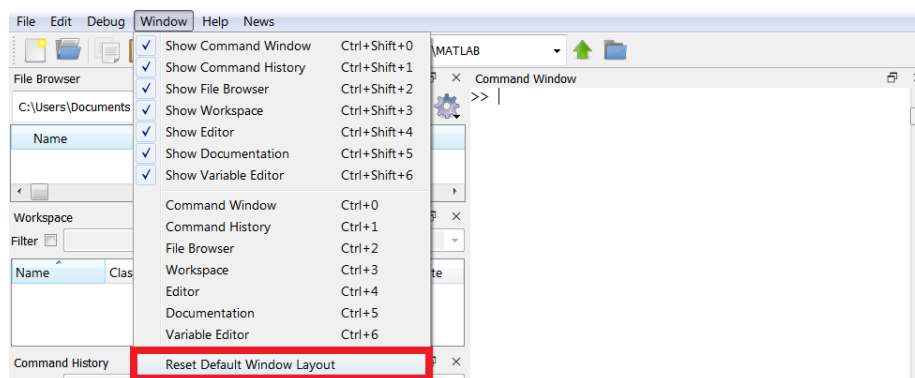 File Edit Debug Window Help News
\MATLAB
File Browser
C:\Users\Documents
Name
Workspace
Filter
Name Clas te
Command History
Show Command Window Ctrl+Shift+0
Show Command History Ctrl+Shift+1
Show File Browser Ctrl+Shift+2
Show Workspace Ctrl+Shift+3
Show Editor Ctrl+Shift+4
Show Documentation Ctrl+Shift+5
Show Variable Editor Ctrl+Shift+6
Command Window Ctrl+0
Command History Ctrl+1
File Browser Ctrl+2
Workspace Ctrl+3
Editor Ctrl+4
Documentation Ctrl+5
Variable Editor Ctrl+6
Reset Default Window Layout
Command Window
>>